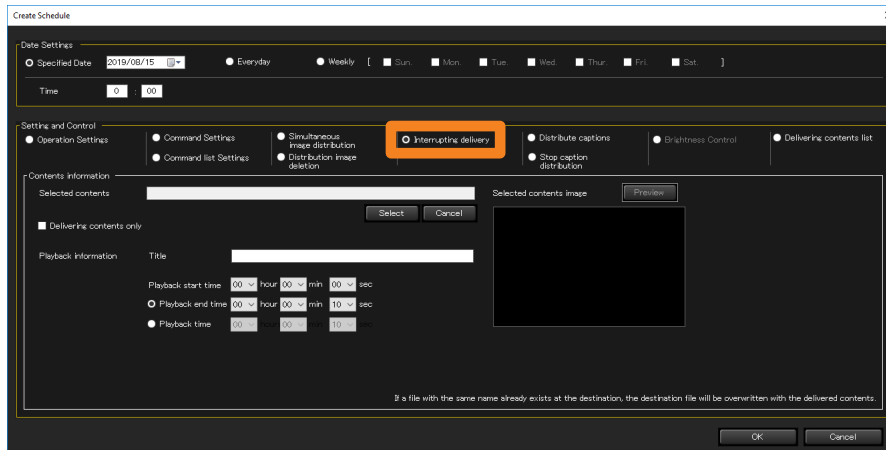 Create Schedule
Date Settings
Specified Date 2019/08/15 Everyday Weekly [ Sun. Mon. Tue. Wed. Thur. Fri. Sat. ]
Time 0 : 00
Setting and Control
Operation Settings
Command Settings
Command list Settings
Simultaneous
image distribution
Distribution image
deletion
Interrupting delivery
Distribute captions
Stop caption
distribution
Brightness Control
Delivering contents list
Contents information
Selected contents
Select Cancel
Delivering contents only
Selected contents image Preview
Playback information Title
Playback start time 00 hour 00 min 00 sec
Playback end time 00 hour 00 min 10 sec
Playback time 00 hour 00 min 10 sec
If a file with the same name already exists at the destination, the destination file will be overwritten with the delivered contents.
OK Cancel